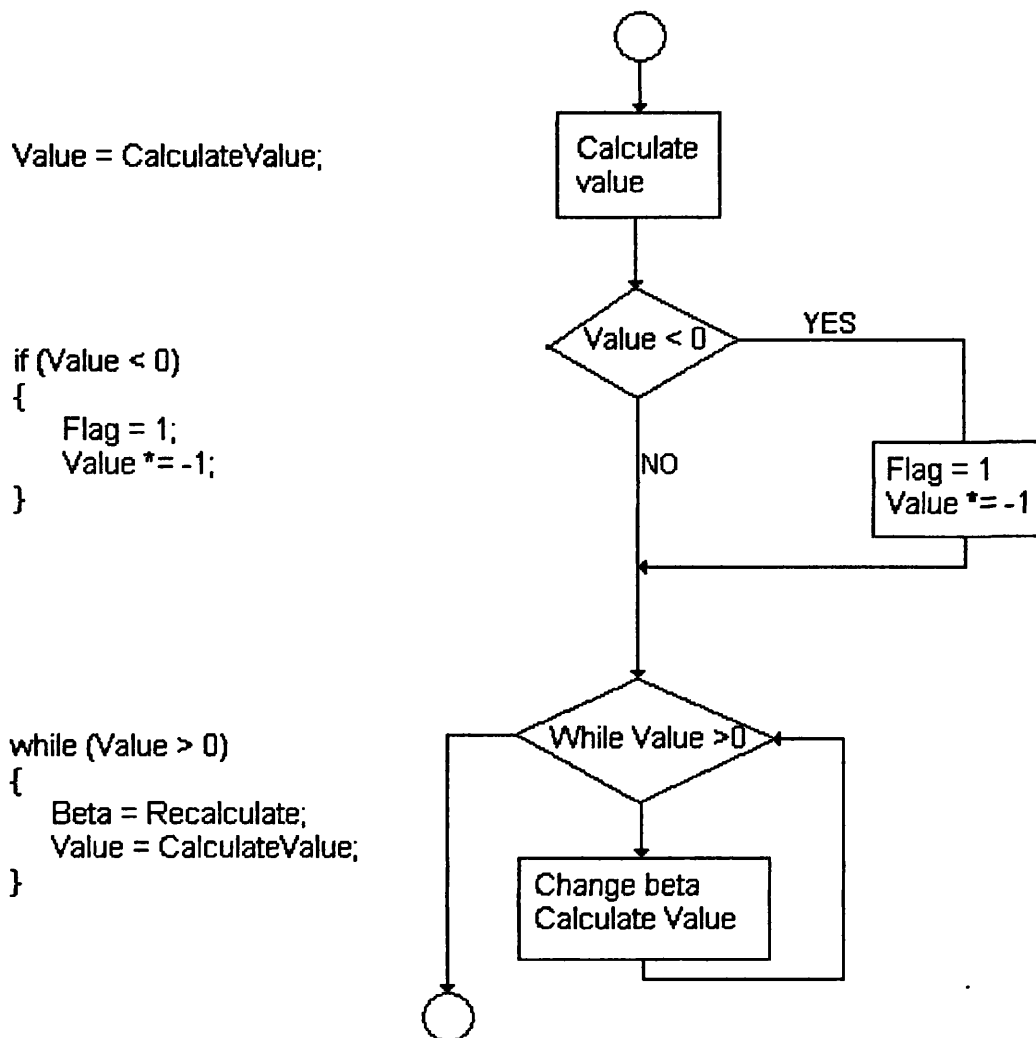 Value = CalculateValue;
Calculate
value
if (Value < 0)
{
Flag = 1;
Value *= -1;
}
Value < 0
YES
NO
Flag = 1
Value *= -1
while (Value > 0)
{
Beta = Recalculate;
Value = CalculateValue;
}
While Value >0
Change beta
Calculate Value